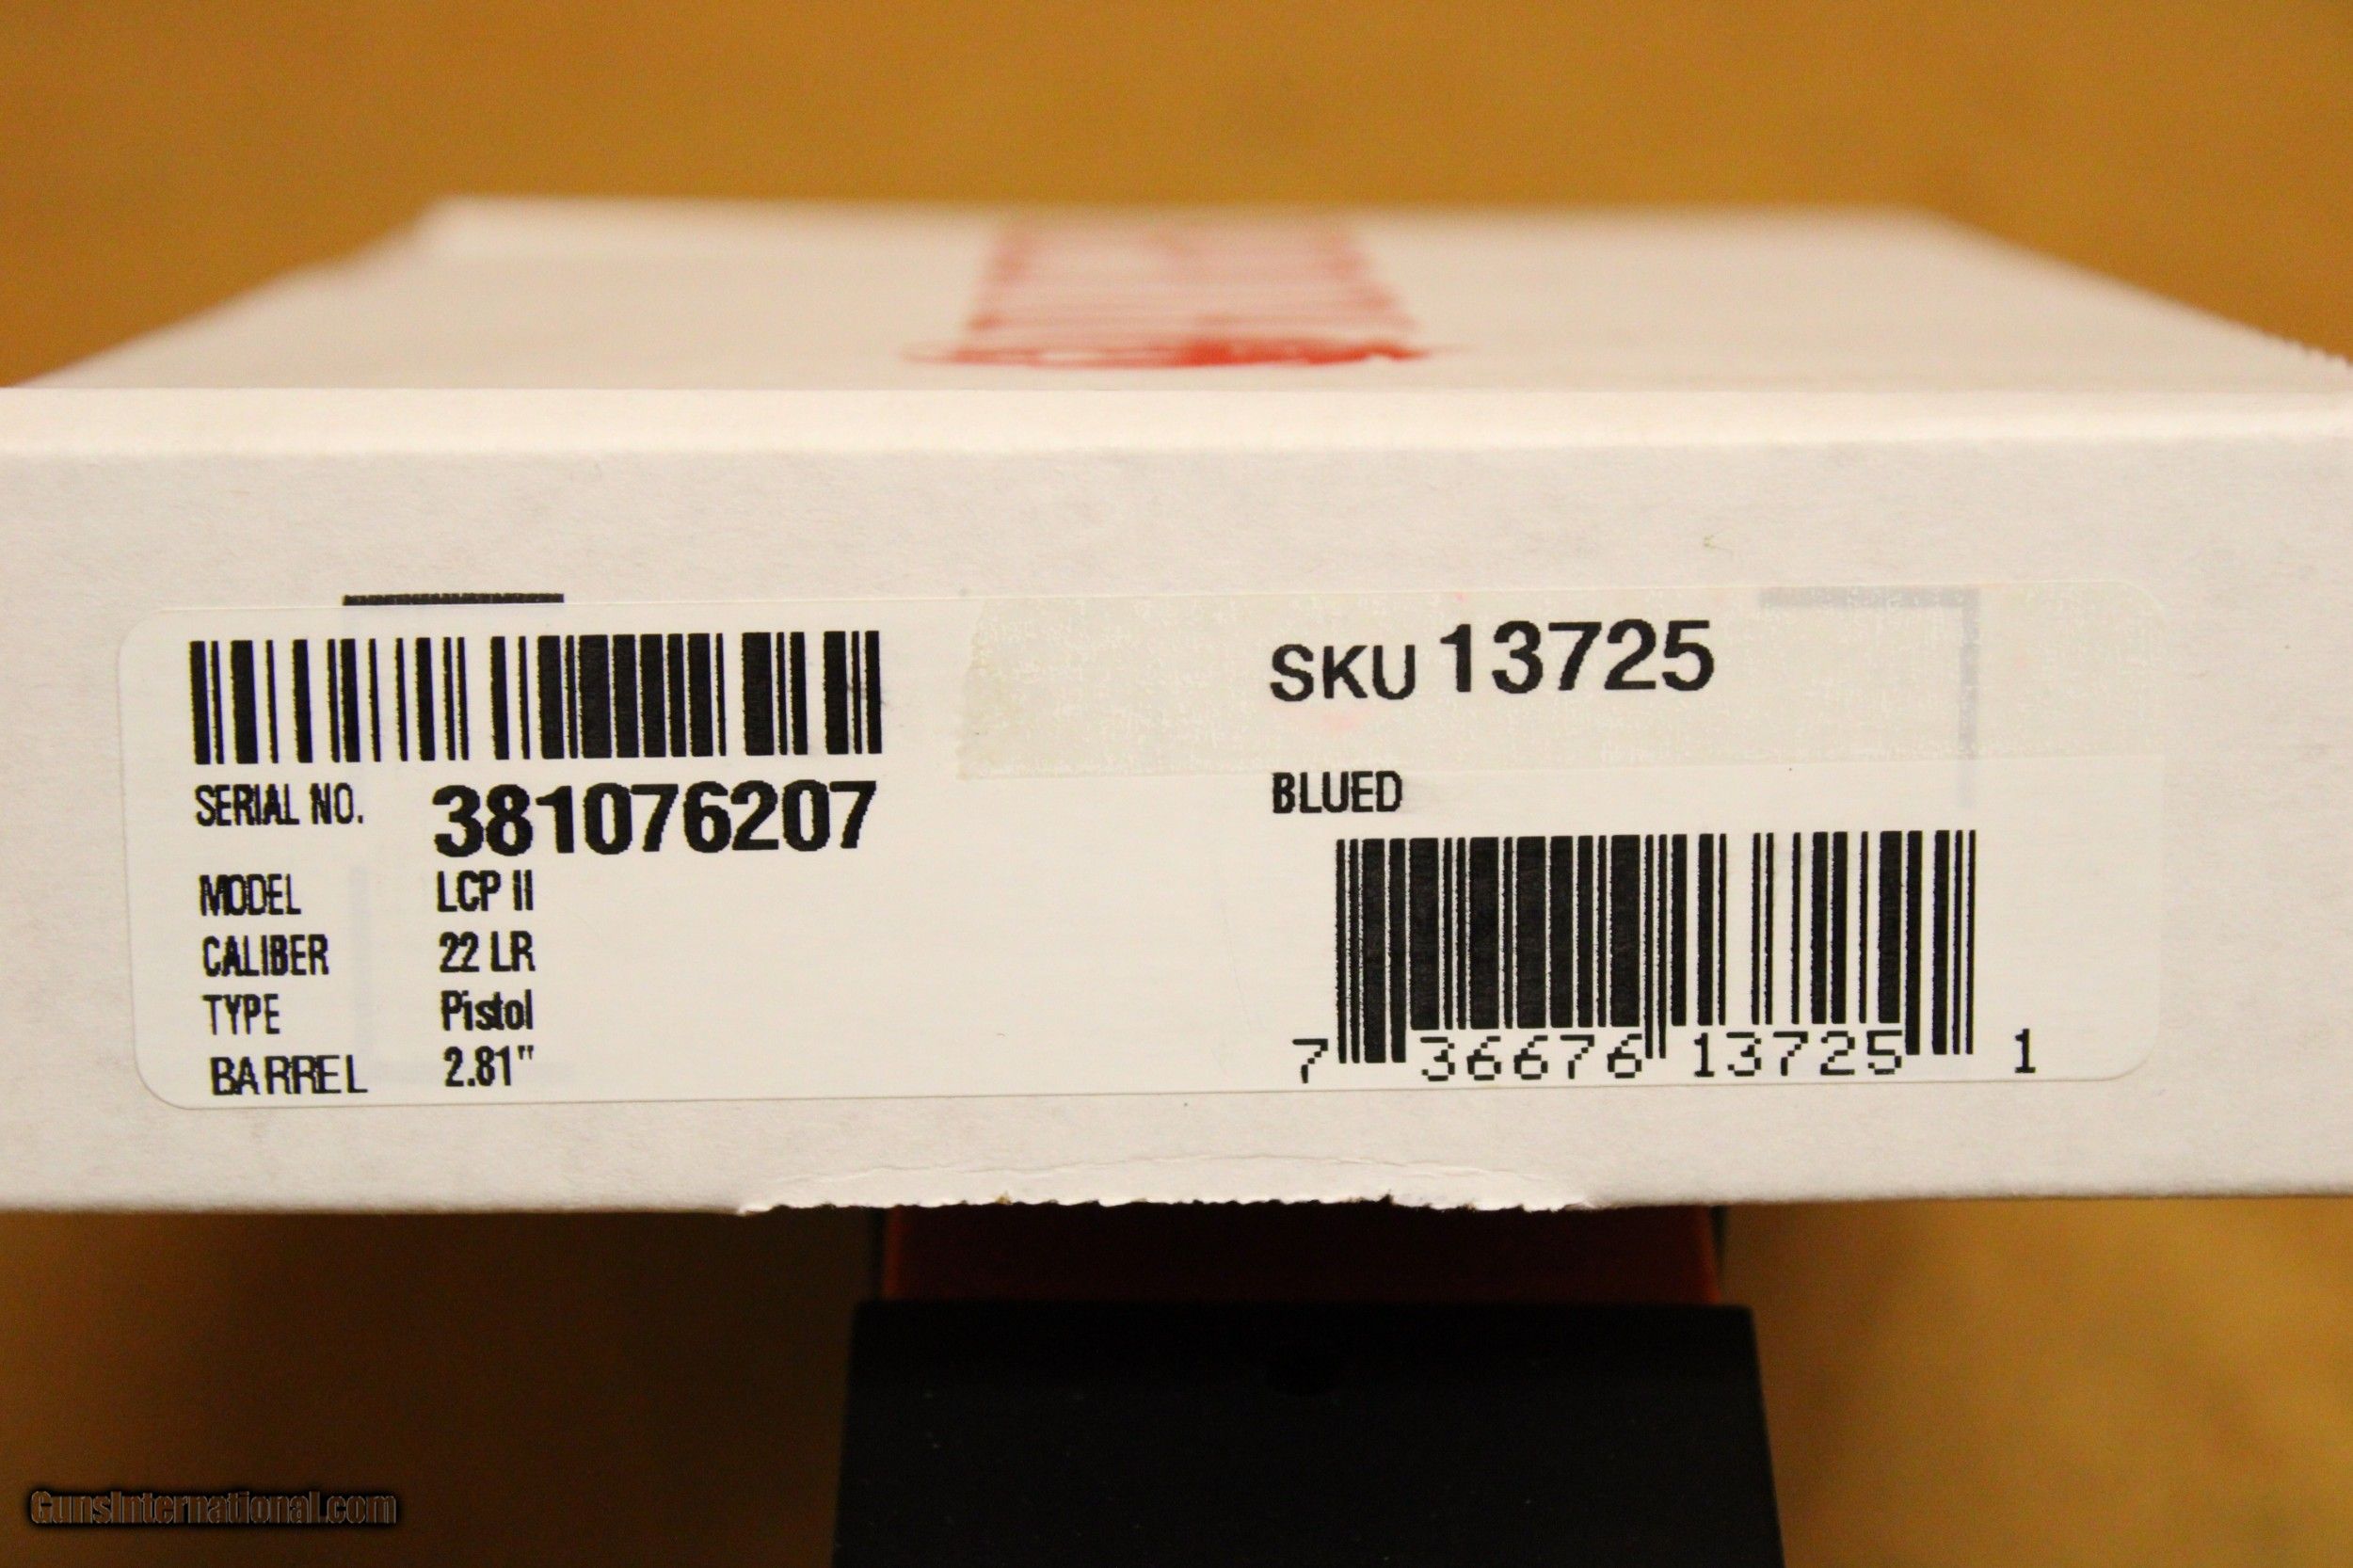 SKU 13725
SERIAL NO. 381076207
BLUED
MODEL LCP II
CALIBER 22 LR
TYPE Pistol
BARREL 2.81"
7 36676 13725 1
GunsInternational.com